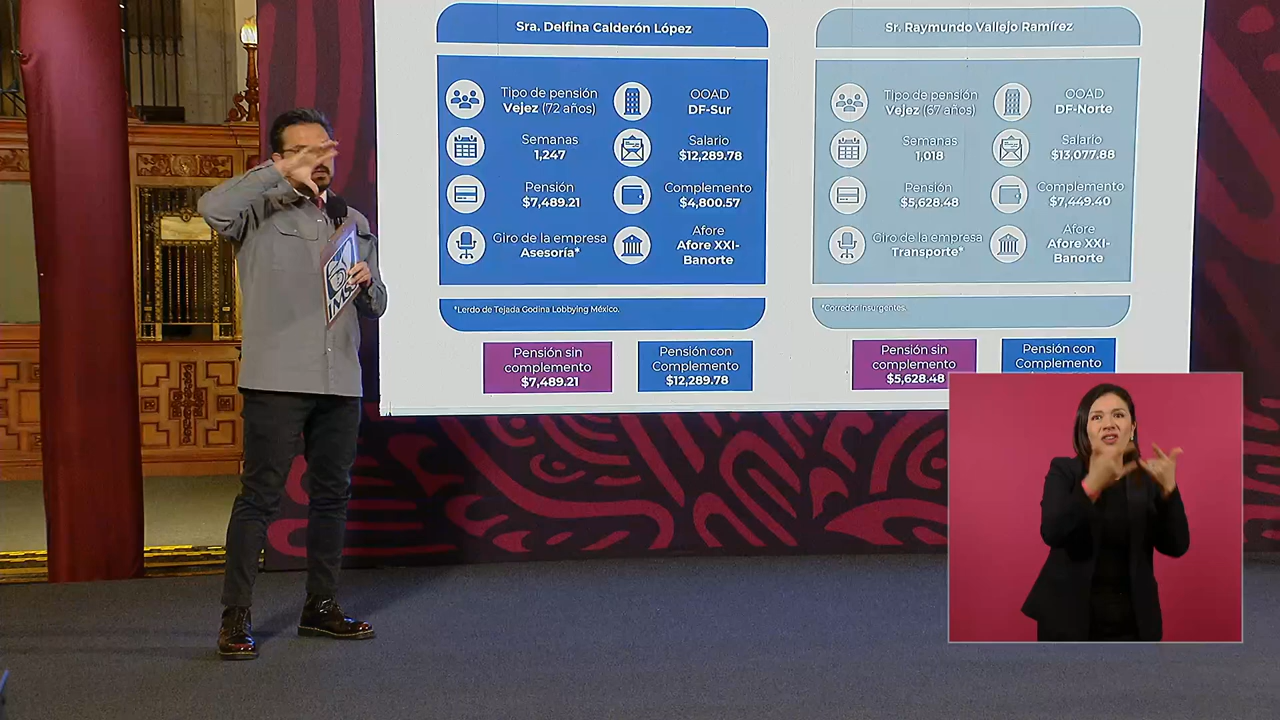 Sra. Delfina Calderón López
Tipo de pensión
Vejez (72 años)
OOAD
DF-Sur
Semanas
1,247
Salario
$12,289.78
Pensión
$7,489.21
Complemento
$4,800.57
Giro de la empresa
Asesoría*
Afore
Afore XXI-
Banorte
*Lerdo de Tejada Godina Lobbying México.
Pensión sin
complemento
$7,489.21
Pensión con
Complemento
$12,289.78
Sr. Raymundo Vallejo Ramírez
Tipo de pensión
Vejez (67 años)
OOAD
DF-Norte
Semanas
1,018
Salario
$13,077.88
Pensión
$5,628.48
Complemento
$7,449.40
Giro de la empresa
Transporte*
Afore
Afore XXI-
Banorte
*Corredor Insurgentes.
Pensión sin
complemento
$5,628.48
Pensión con
Complemento
IMSS